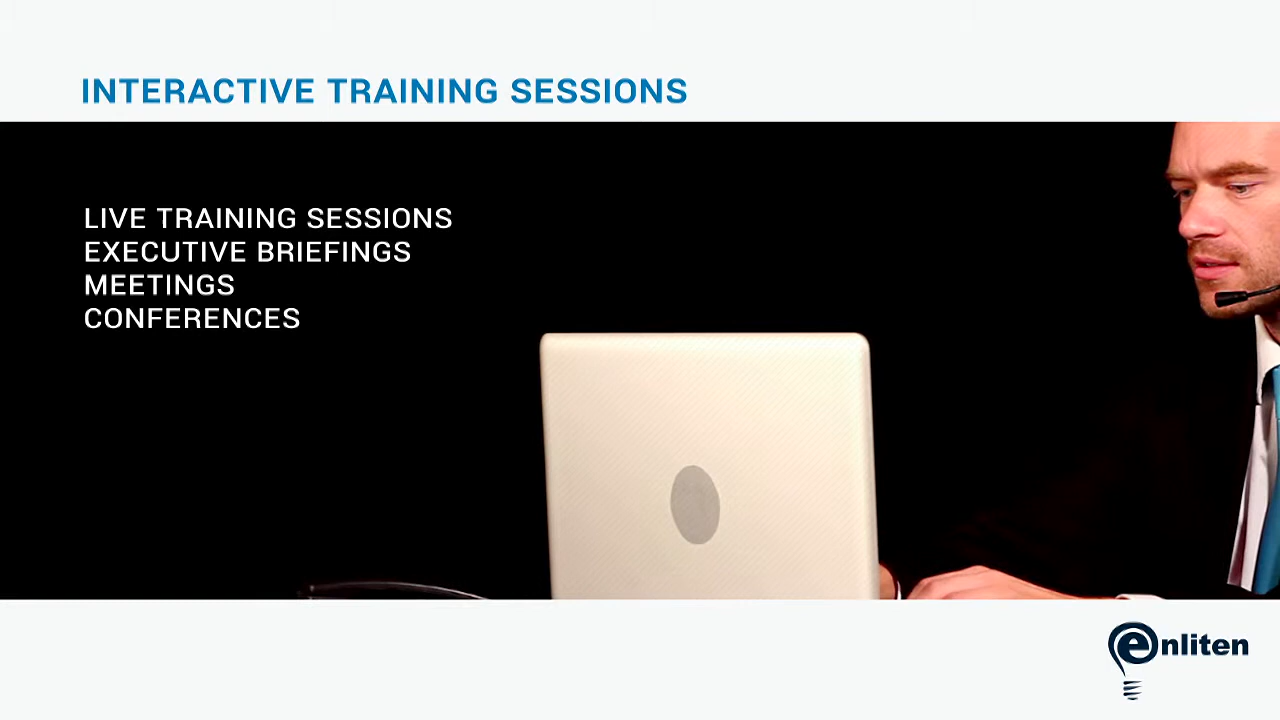 INTERACTIVE TRAINING SESSIONS
LIVE TRAINING SESSIONS
EXECUTIVE BRIEFINGS
MEETINGS
CONFERENCES
enliten